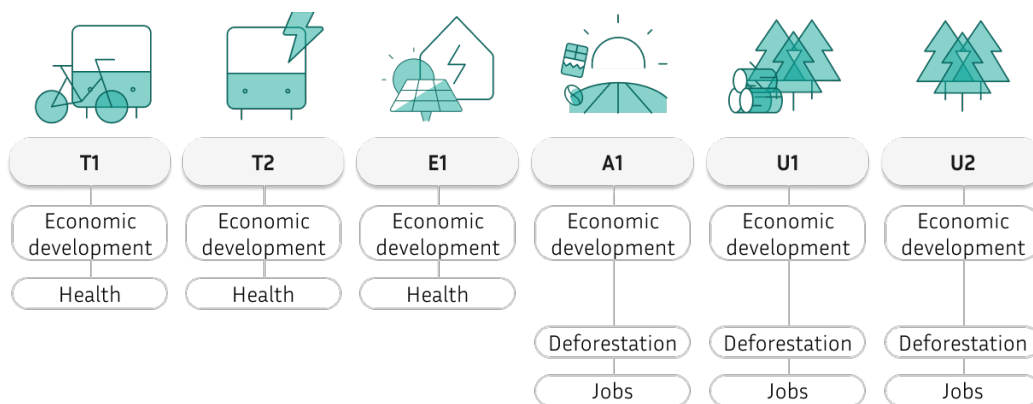 T1 T2 E1 A1 U1 U2
Economic Economic Economic Economic Economic Economic
development development development development development development
Health Health Health
Deforestation Deforestation Deforestation
Jobs Jobs Jobs